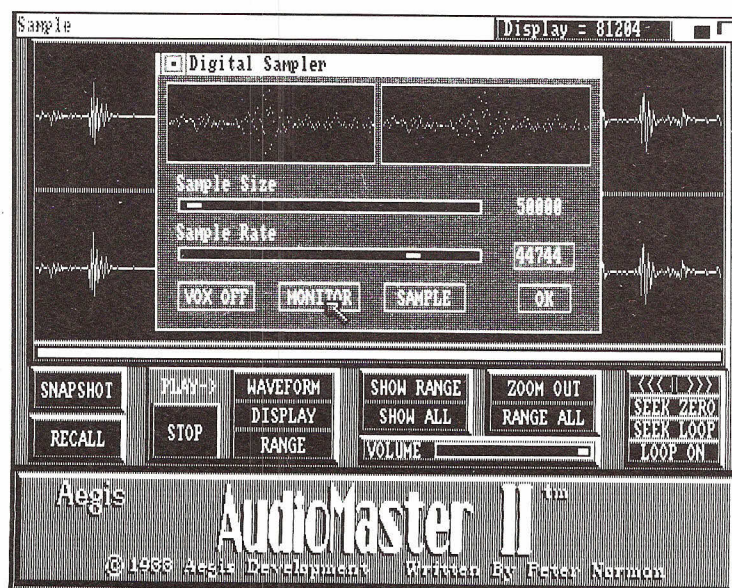 Sample
Display = 81204
Digital Sampler
Sample Size
50000
Sample Rate
44744
VOX OFF
MONITOR
SAMPLE
OK
SNAPSHOT
RECALL
PLAY->
STOP
WAVEFORM
DISPLAY
RANGE
SHOW RANGE
SHOW ALL
ZOOM OUT
RANGE ALL
VOLUME
<<< || >>>
SEEK ZERO
SEEK LOOP
LOOP ON
Aegis
AudioMaster II tm
© 1988 Aegis Development Written By Peter Norman